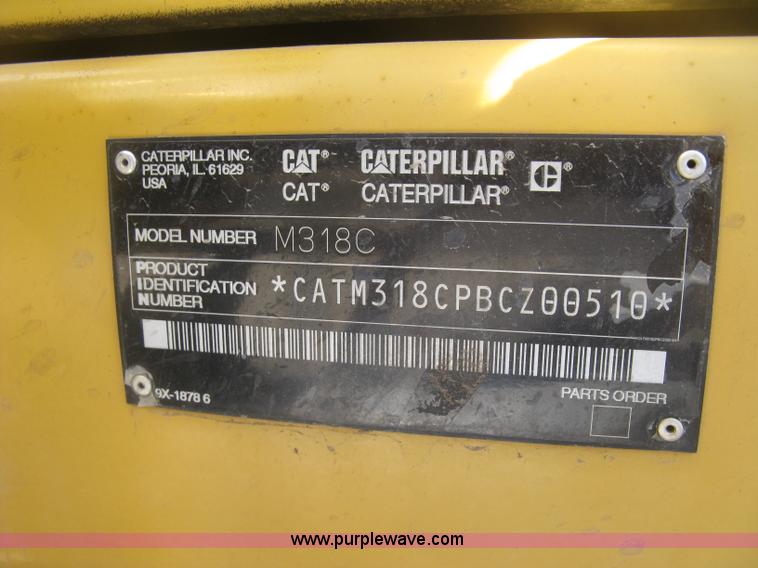 CATERPILLAR INC.
PEORIA, IL. 61629
USA
CAT® CATERPILLAR® ®
CAT® CATERPILLAR®
MODEL NUMBER M318C
PRODUCT
IDENTIFICATION
NUMBER *CATM318CPBCZ00510*
9X-1878 6
PARTS ORDER
www.purplewave.com